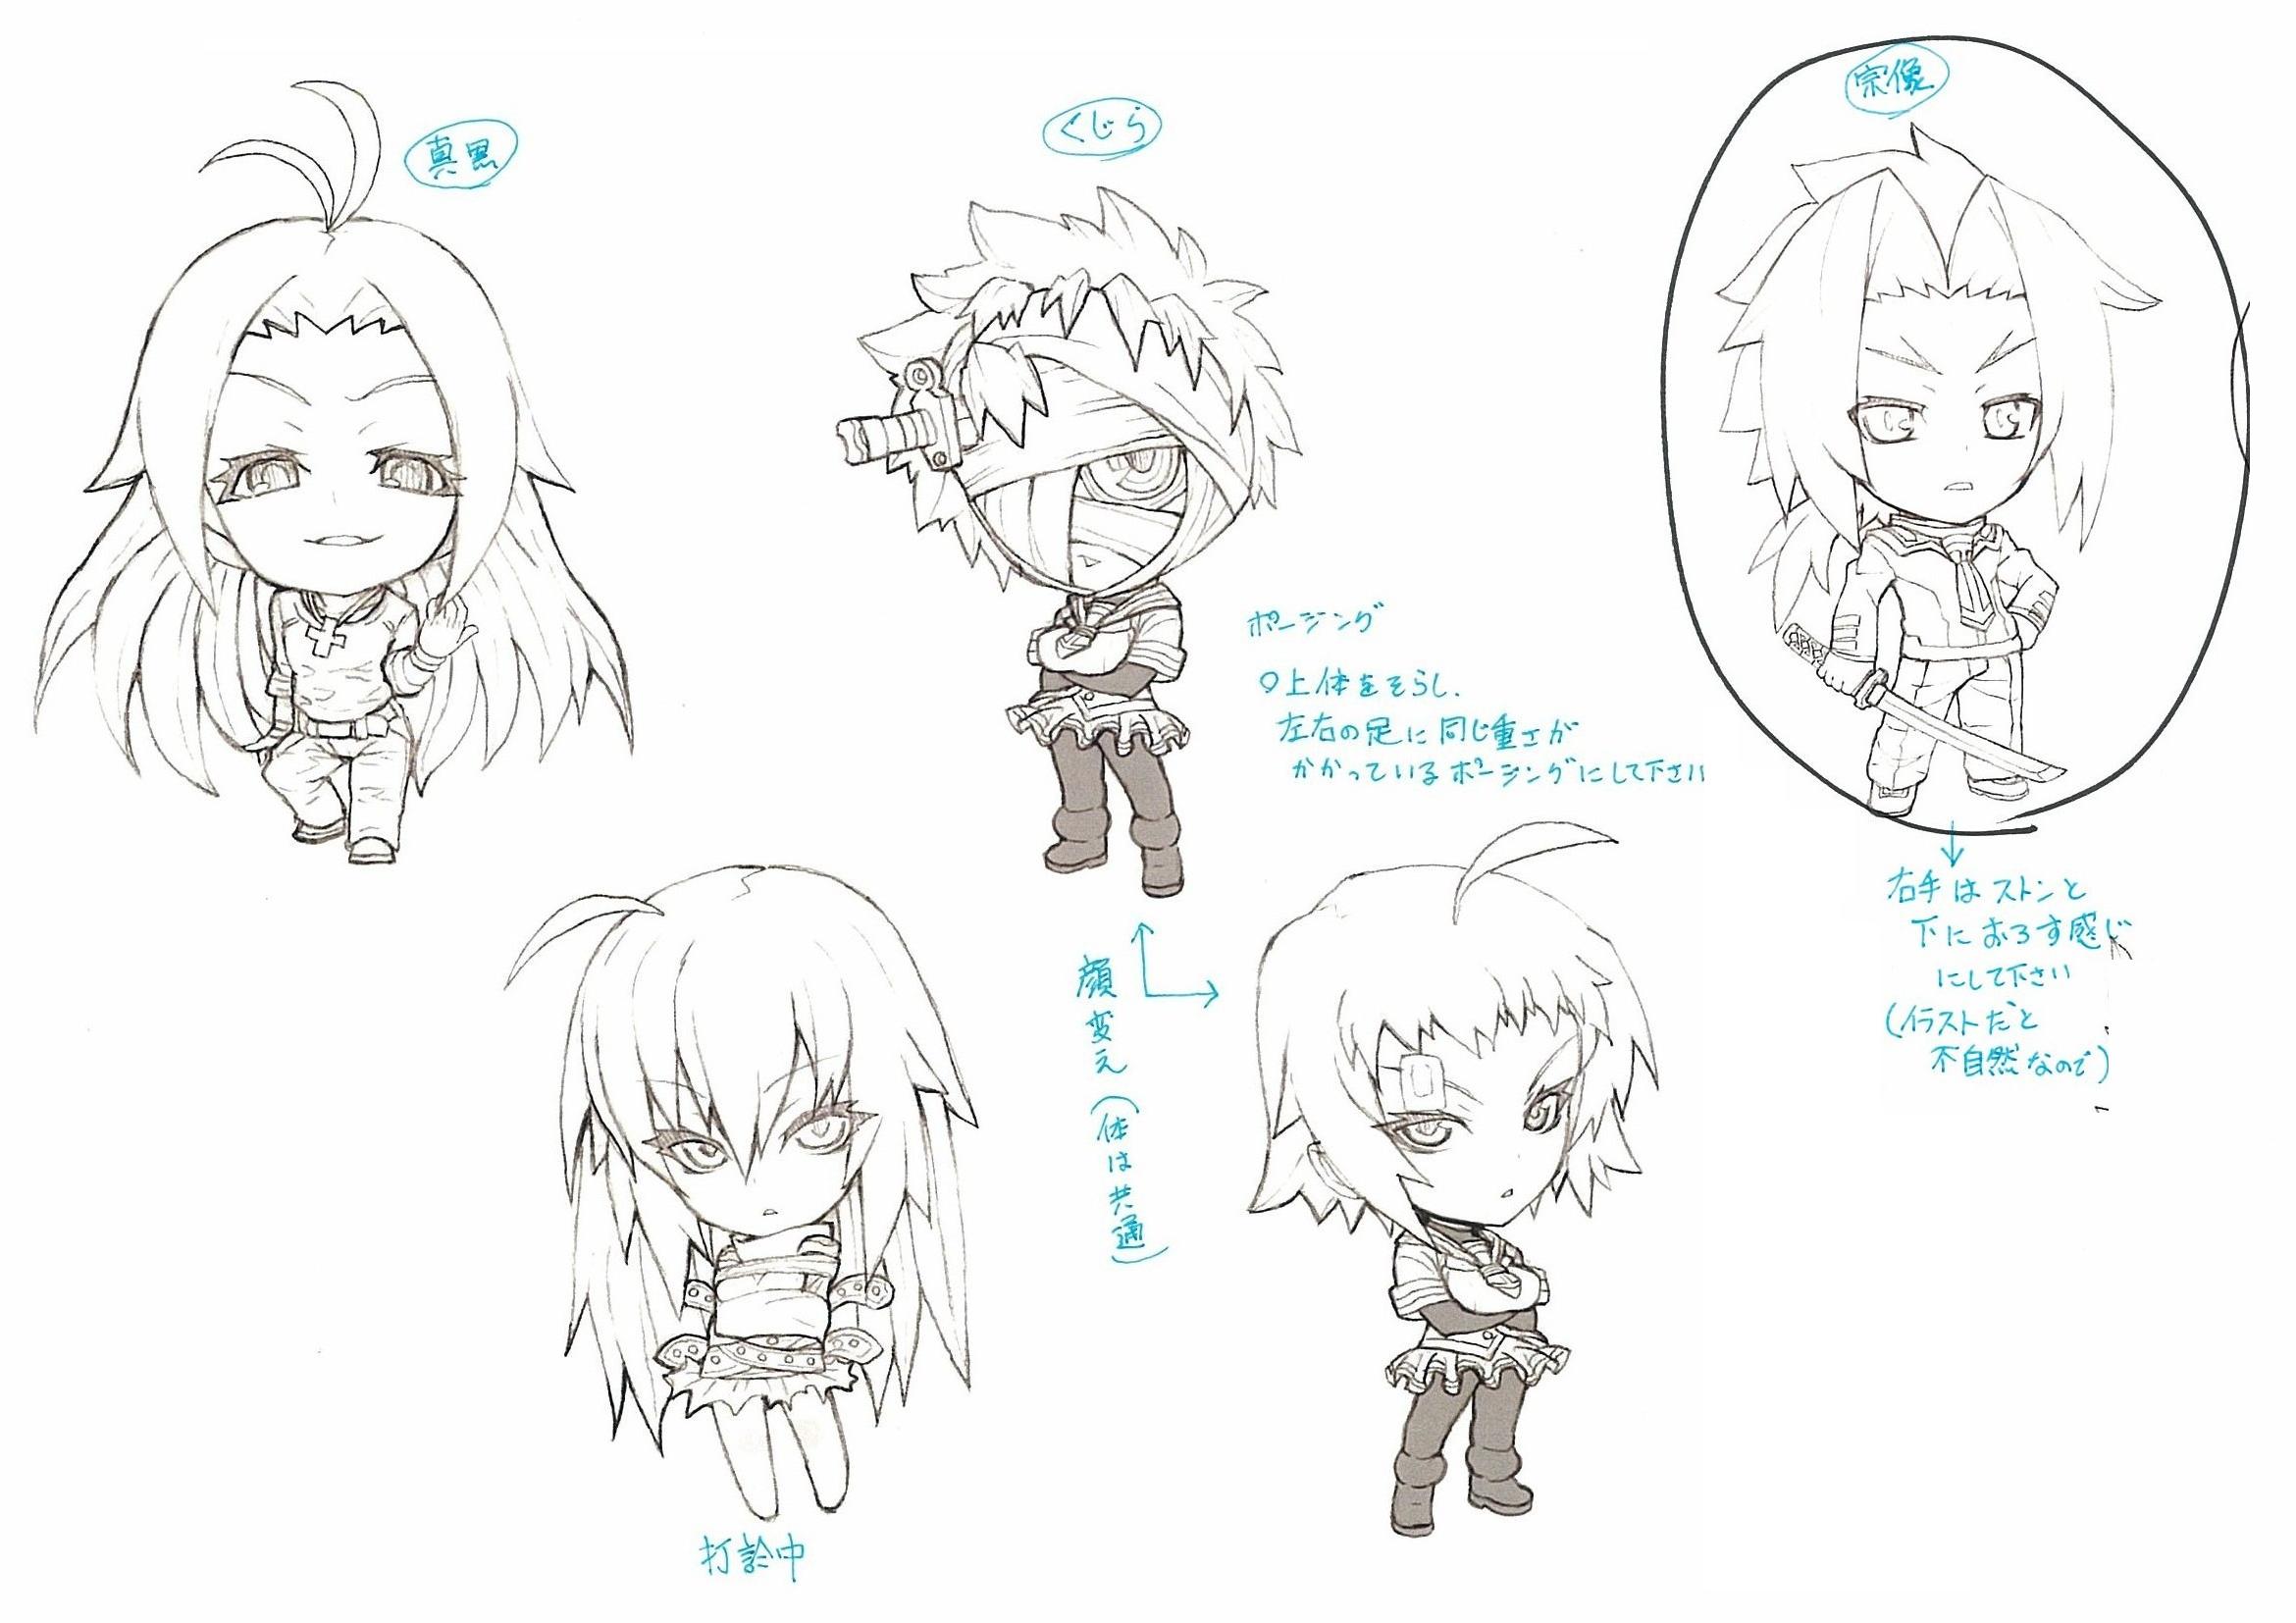 真黒
くじら
宗像
ポージング
○上体をそらし、
左右の足に同じ重さが
かかっているポージングにして下さい
右手はストンと
下におろす感じ
にして下さい
(イラストだと
不自然なので)
顔変え(体は共通)
打診中